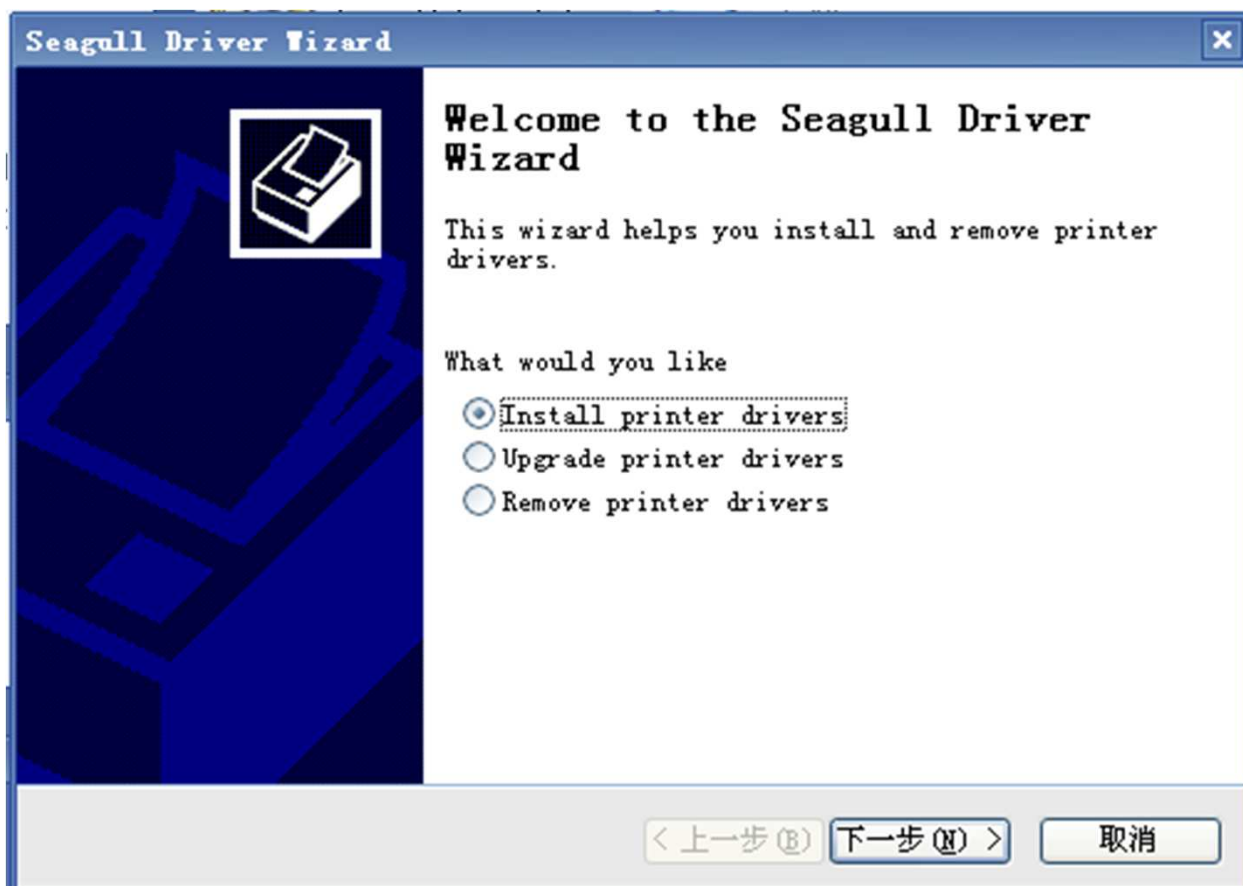 Seagull Driver Wizard
Welcome to the Seagull Driver
Wizard
This wizard helps you install and remove printer
drivers.
What would you like
Install printer drivers
Upgrade printer drivers
Remove printer drivers
< 上一步(B) 下一步(N) > 取消